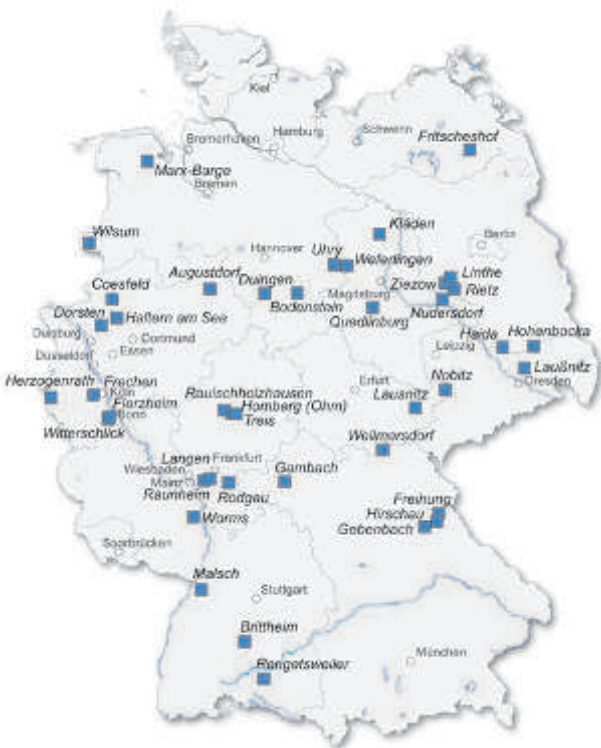 Kiel
Hamburg
Schwerin
Bremerhaven
Fritscheshof
Marx-Barge
Bremen
Kläden
Wilsum
Berlin
Hannover
Uhry
Weferlingen
Linthe
Coesfeld
Augustdorf
Duingen
Ziezow
Rietz
Magdeburg
Bodenstein
Nudersdorf
Dorsten
Haltern am See
Quedlinburg
Duisburg
Dortmund
Haida
Hohenbocka
Essen
Leipzig
Düsseldorf
Laußnitz
Dresden
Herzogenrath
Frechen
Köln
Erfurt
Nobitz
Rauischholzhausen
Lausnitz
Flerzheim
Homberg (Ohm)
Bonn
Treis
Witterschlick
Wellmersdorf
Langen
Frankfurt
Wiesbaden
Gambach
Mainz
Raunheim
Rodgau
Freihung
Hirschau
Worms
Gebenbach
Saarbrücken
Malsch
Stuttgart
Brittheim
München
Rengetsweiler